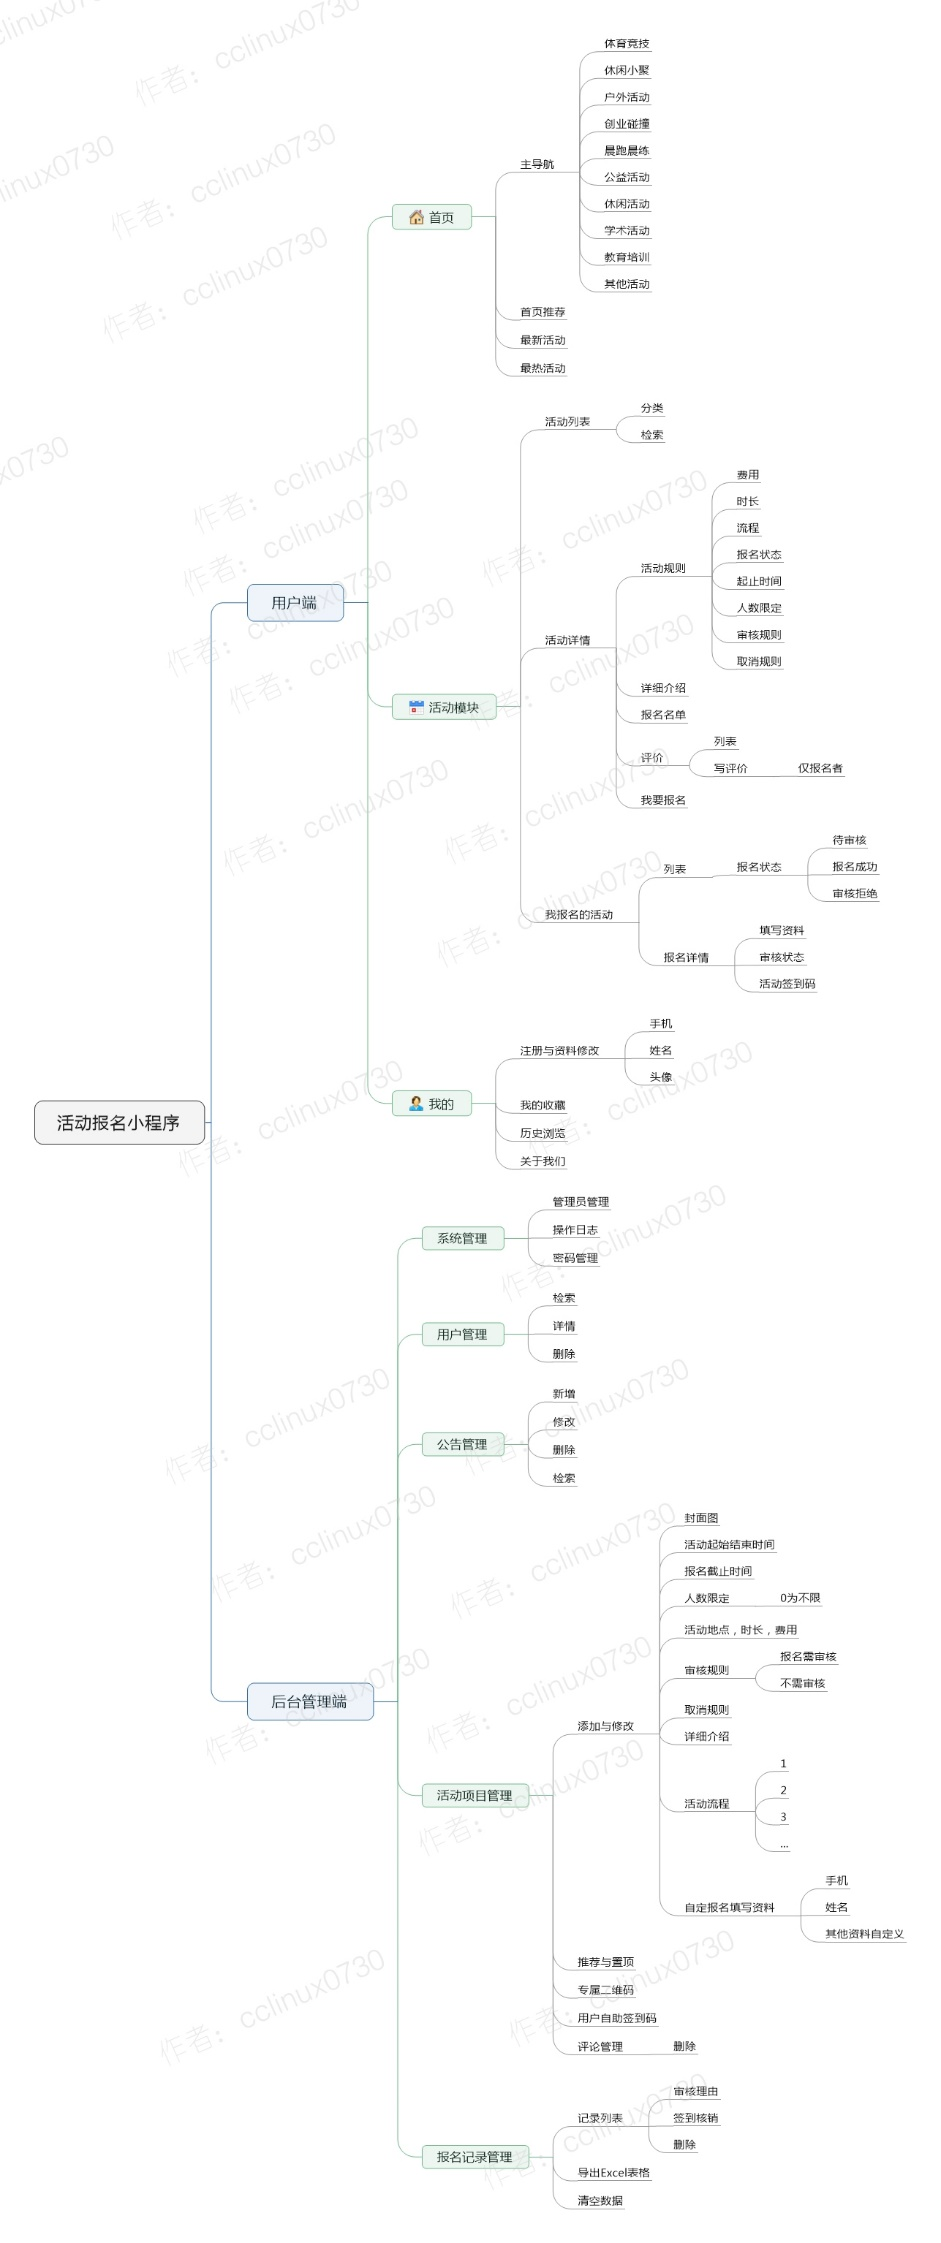 活动报名小程序
用户端
首页
主导航
体育竞技
休闲小聚
户外活动
创业碰撞
晨跑晨练
公益活动
休闲活动
学术活动
教育培训
其他活动
首页推荐
最新活动
最热活动
活动模块
活动列表
分类
检索
活动详情
活动规则
费用
时长
流程
报名状态
起止时间
人数限定
审核规则
取消规则
详细介绍
报名名单
评价
列表
写评价
仅报名者
我要报名
我报名的活动
列表
报名状态
待审核
报名成功
审核拒绝
报名详情
填写资料
审核状态
活动签到码
我的
注册与资料修改
手机
姓名
头像
我的收藏
历史浏览
关于我们
后台管理端
系统管理
管理员管理
操作日志
密码管理
用户管理
检索
详情
删除
公告管理
新增
修改
删除
检索
活动项目管理
添加与修改
封面图
活动起始结束时间
报名截止时间
人数限定
0为不限
活动地点，时长，费用
审核规则
报名需审核
不需审核
取消规则
详细介绍
活动流程
1
2
3
...
自定报名填写资料
手机
姓名
其他资料自定义
推荐与置顶
专属二维码
用户自助签到码
评论管理
删除
报名记录管理
记录列表
审核理由
签到核销
删除
导出Excel表格
清空数据
作者：cclinux0730